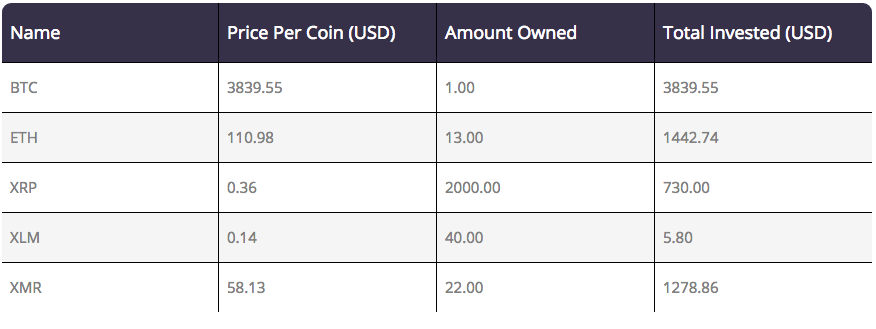 Name Price Per Coin (USD) Amount Owned Total Invested (USD)
BTC 3839.55 1.00 3839.55
ETH 110.98 13.00 1442.74
XRP 0.36 2000.00 730.00
XLM 0.14 40.00 5.80
XMR 58.13 22.00 1278.86